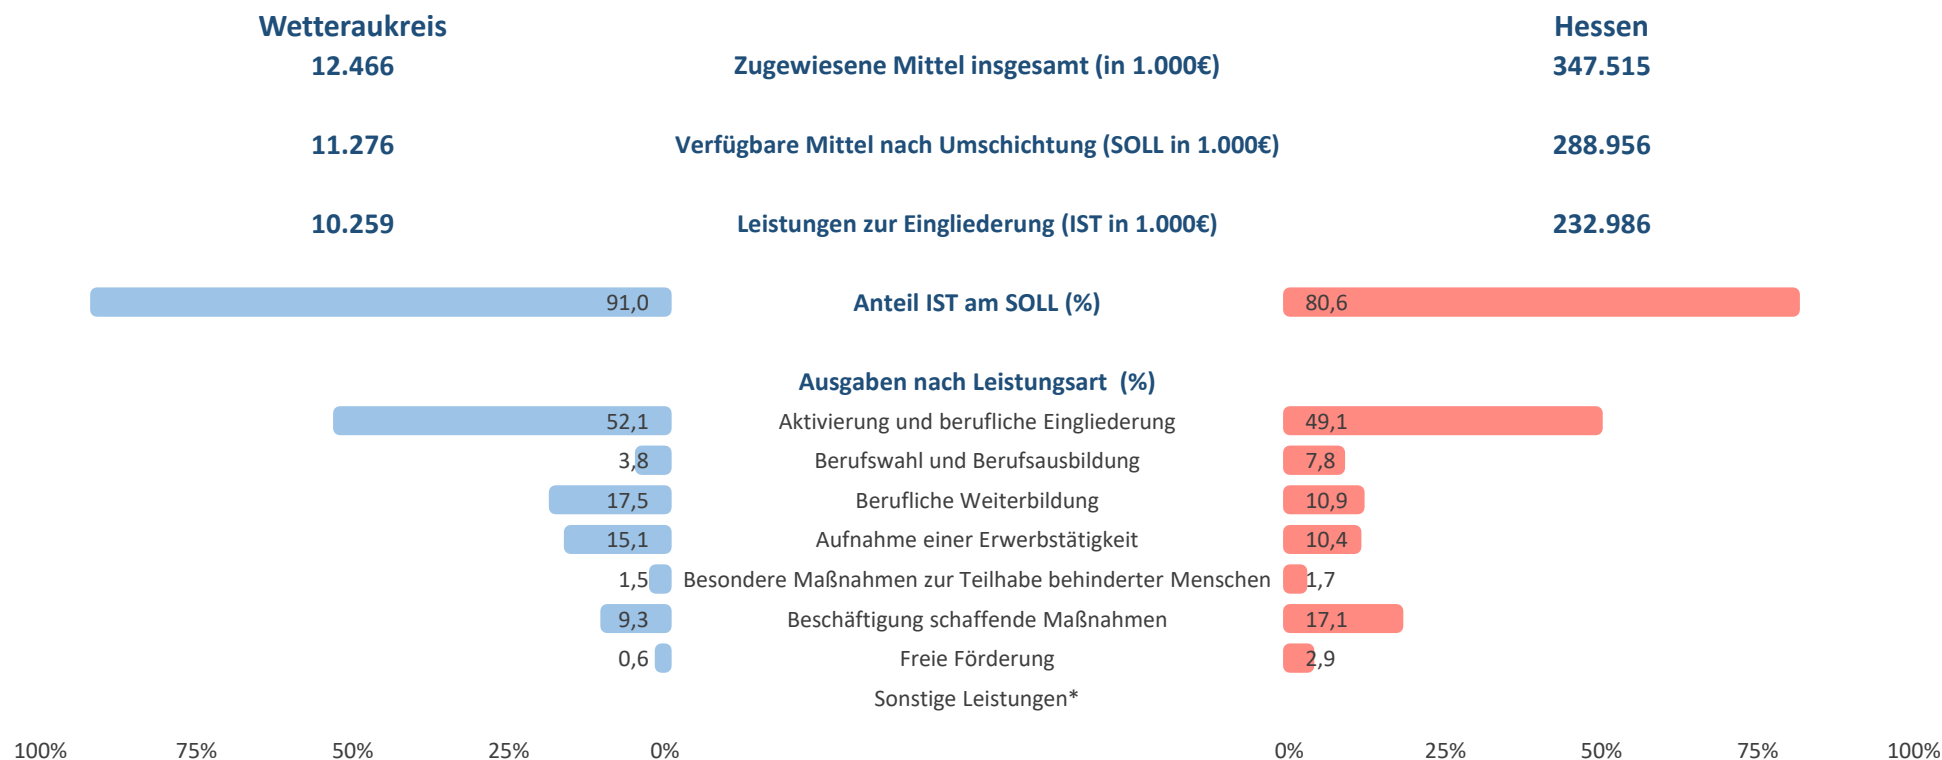 Wetteraukreis Hessen
12.466 Zugewiesene Mittel insgesamt (in 1.000€) 347.515
11.276 Verfügbare Mittel nach Umschichtung (SOLL in 1.000€) 288.956
10.259 Leistungen zur Eingliederung (IST in 1.000€) 232.986
91,0 Anteil IST am SOLL (%) 80,6
Ausgaben nach Leistungsart (%)
52,1 Aktivierung und berufliche Eingliederung 49,1
3,8 Berufswahl und Berufsausbildung 7,8
17,5 Berufliche Weiterbildung 10,9
15,1 Aufnahme einer Erwerbstätigkeit 10,4
1,5 Besondere Maßnahmen zur Teilhabe behinderter Menschen 1,7
9,3 Beschäftigung schaffende Maßnahmen 17,1
0,6 Freie Förderung 2,9
Sonstige Leistungen*
100% 75% 50% 25% 0% 0% 25% 50% 75% 100%